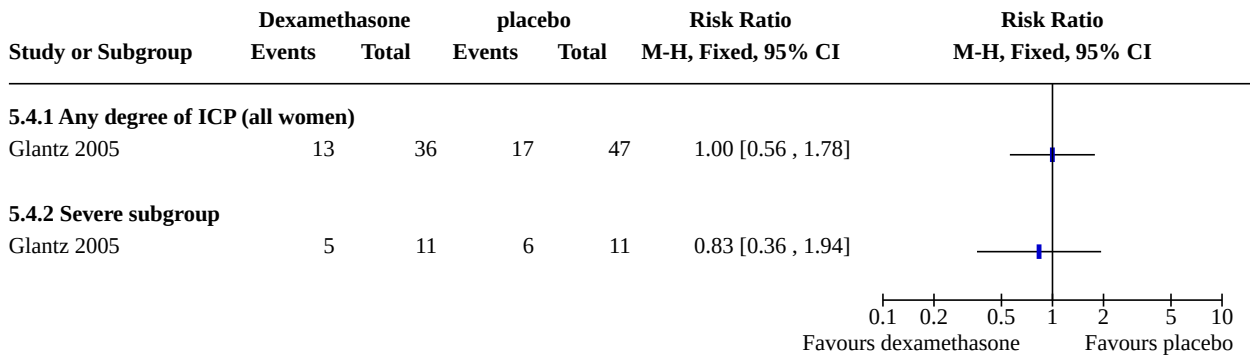 Dexamethasone placebo Risk Ratio Risk Ratio
Study or Subgroup Events Total Events Total M-H, Fixed, 95% CI M-H, Fixed, 95% CI
5.4.1 Any degree of ICP (all women)
Glantz 2005 13 36 17 47 1.00 [0.56 , 1.78]
5.4.2 Severe subgroup
Glantz 2005 5 11 6 11 0.83 [0.36 , 1.94]
0.1 0.2 0.5 1 2 5 10
Favours dexamethasone Favours placebo